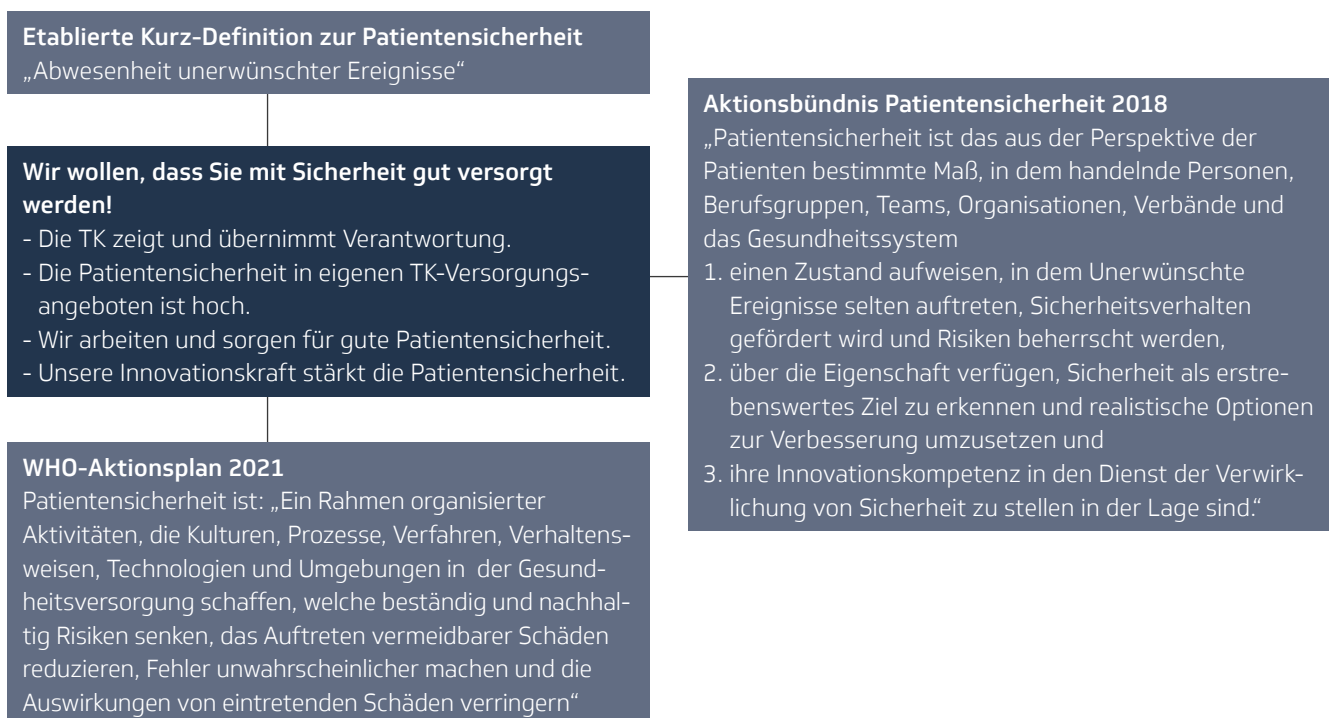 Etablierte Kurz-Definition zur Patientensicherheit
„Abwesenheit unerwünschter Ereignisse“
Wir wollen, dass Sie mit Sicherheit gut versorgt
werden!
- Die TK zeigt und übernimmt Verantwortung.
- Die Patientensicherheit in eigenen TK-Versorgungs-
angeboten ist hoch.
- Wir arbeiten und sorgen für gute Patientensicherheit.
- Unsere Innovationskraft stärkt die Patientensicherheit.
WHO-Aktionsplan 2021
Patientensicherheit ist: „Ein Rahmen organisierter
Aktivitäten, die Kulturen, Prozesse, Verfahren, Verhaltens-
weisen, Technologien und Umgebungen in der Gesund-
heitsversorgung schaffen, welche beständig und nachhal-
tig Risiken senken, das Auftreten vermeidbarer Schäden
reduzieren, Fehler unwahrscheinlicher machen und die
Auswirkungen von eintretenden Schäden verringern“
Aktionsbündnis Patientensicherheit 2018
„Patientensicherheit ist das aus der Perspektive der
Patienten bestimmte Maß, in dem handelnde Personen,
Berufsgruppen, Teams, Organisationen, Verbände und
das Gesundheitssystem
1. einen Zustand aufweisen, in dem Unerwünschte
Ereignisse selten auftreten, Sicherheitsverhalten
gefördert wird und Risiken beherrscht werden,
2. über die Eigenschaft verfügen, Sicherheit als erstre-
benswertes Ziel zu erkennen und realistische Optionen
zur Verbesserung umzusetzen und
3. ihre Innovationskompetenz in den Dienst der Verwirk-
lichung von Sicherheit zu stellen in der Lage sind.“